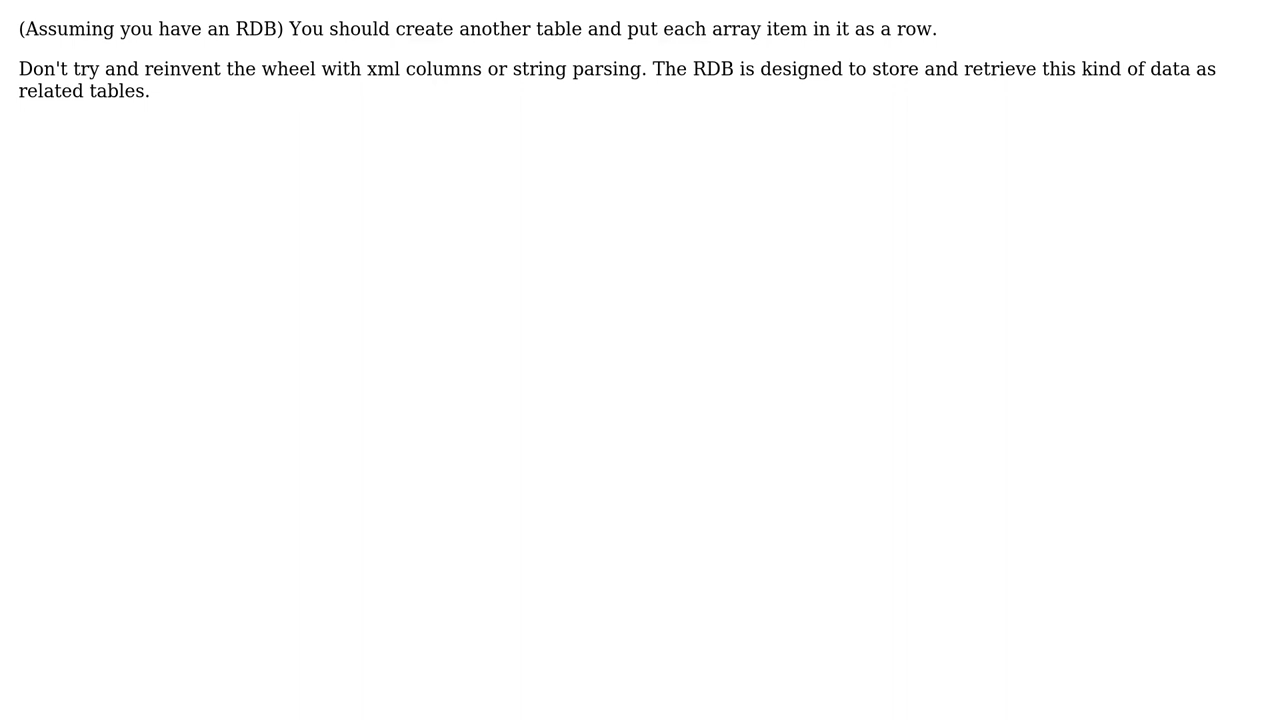 (Assuming you have an RDB) You should create another table and put each array item in it as a row.
Don't try and reinvent the wheel with xml columns or string parsing. The RDB is designed to store and retrieve this kind of data as
related tables.